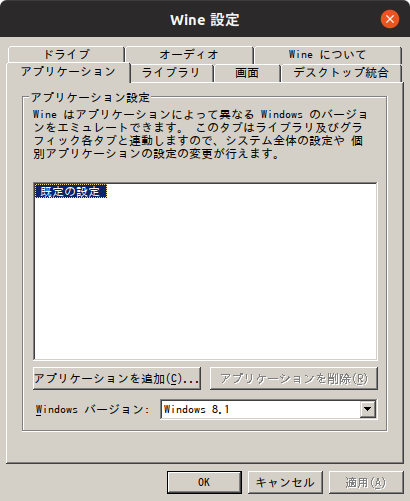 Wine 設定
ドライブ オーディオ Wine について
アプリケーション ライブラリ 画面 デスクトップ統合
アプリケーション設定
Wine はアプリケーションによって異なる Windows のバージョ
ンをエミュレートできます。 このタブはライブラリ及びグラ
フィック各タブと連動しますので、システム全体の設定や 個
別アプリケーションの設定の変更が行えます。
既定の設定
アプリケーションを追加(C)... アプリケーションを削除(R)
Windows バージョン: Windows 8.1
OK キャンセル 適用(A)